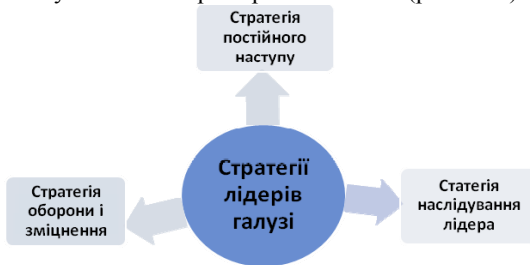 Стратегія
постійного
наступу
Стратегії
лідерів
галузі
Стратегія
оборони і
зміцнення
Статегія
наслідування
лідера